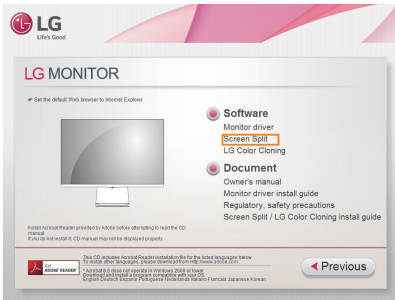 LG
Life's Good
LG MONITOR
Set the default Web browser to Internet Explorer.
Software
Monitor driver
Screen Split
LG Color Cloning
Document
Owner's manual
Monitor driver install guide
Regulatory, safety precautions
Screen Split / LG Color Cloning install guide
Install Acrobat Reader provided by Adobe before attempting to read the CD
manual.
If you do not install it, CD manual may not be displayed properly.
Get
ADOBE® READER®
This CD includes Acrobat Reader installation file for the listed languages below.
To install other languages, please download from Http://www.adobe.com
* Acrobat 8.0 dose not operate in Windows 2000 or lower.
Download and install a program compatible with your OS.
English Deutsch Espanol Portuguese Nederlands Italiano Francais Japanese Korean
Previous